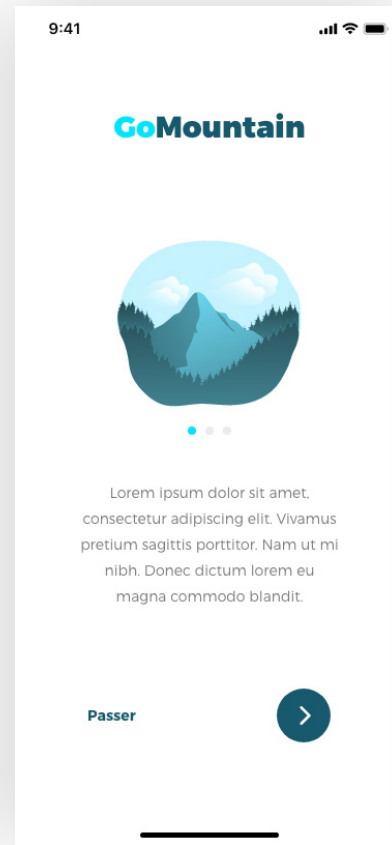 9:41
GoMountain
Lorem ipsum dolor sit amet,
consectetur adipiscing elit. Vivamus
pretium sagittis porttitor. Nam ut mi
nibh. Donec dictum lorem eu
magna commodo blandit.
Passer